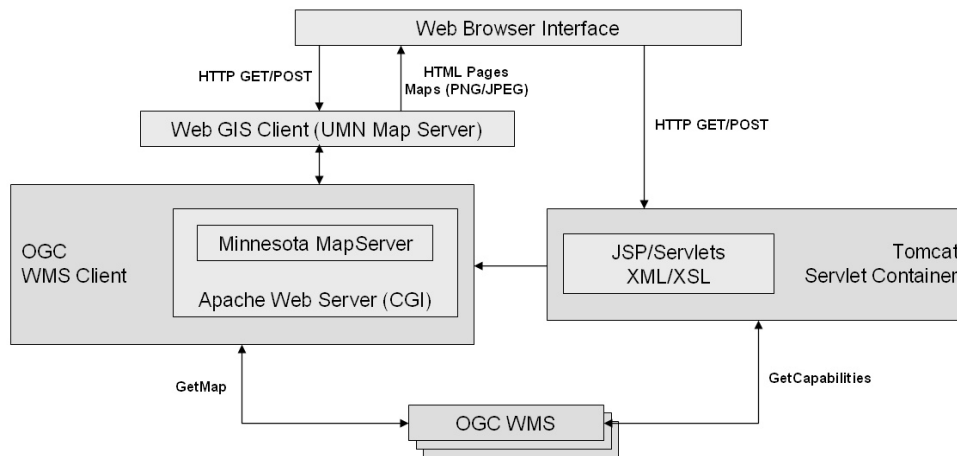 Web Browser Interface
HTTP GET/POST
HTML Pages
Maps (PNG/JPEG)
HTTP GET/POST
Web GIS Client (UMN Map Server)
OGC
WMS Client
Minnesota MapServer
Apache Web Server (CGI)
JSP/Servlets
XML/XSL
Tomcat
Servlet Container
GetMap
GetCapabilities
OGC WMS